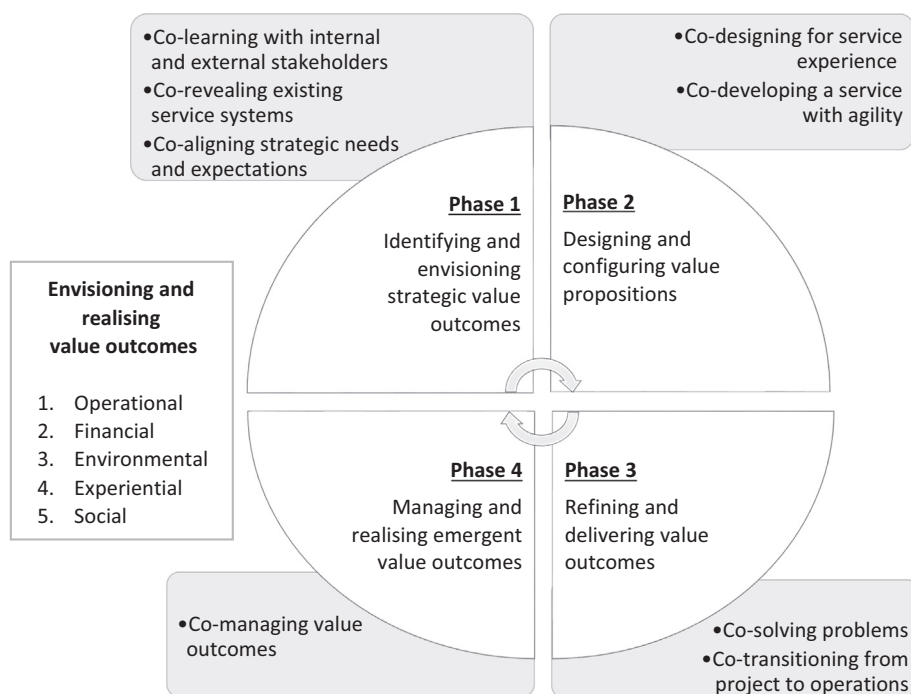 •Co-learning with internal
and external stakeholders
•Co-revealing existing
service systems
•Co-aligning strategic needs
and expectations
•Co-designing for service
experience
•Co-developing a service
with agility
Phase 1
Identifying and
envisioning
strategic value
outcomes
Phase 2
Designing and
configuring value
propositions
Envisioning and
realising
value outcomes
1. Operational
2. Financial
3. Environmental
4. Experiential
5. Social
Phase 4
Managing and
realising emergent
value outcomes
Phase 3
Refining and
delivering value
outcomes
•Co-managing value
outcomes
•Co-solving problems
•Co-transitioning from
project to operations